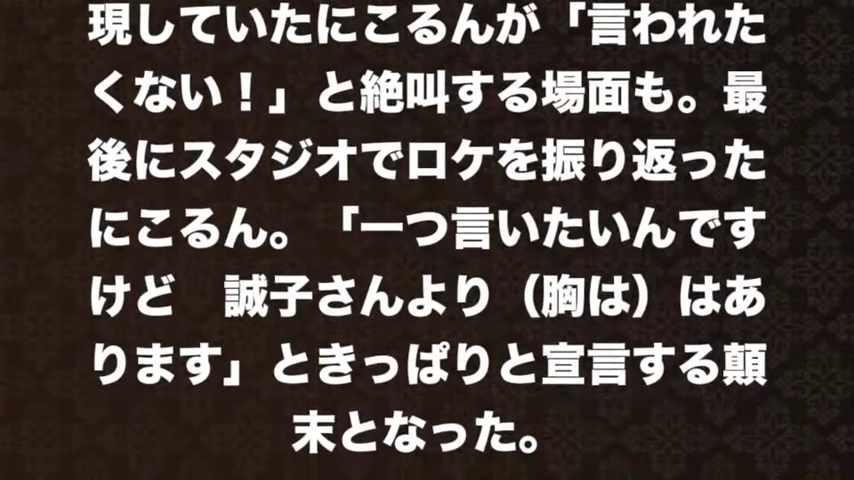 現していたにこるんが「言われた
くない！」と絶叫する場面も。最
後にスタジオでロケを振り返った
にこるん。「一つ言いたいんです
けど　誠子さんより（胸は）はあ
ります」ときっぱりと宣言する顛
末となった。